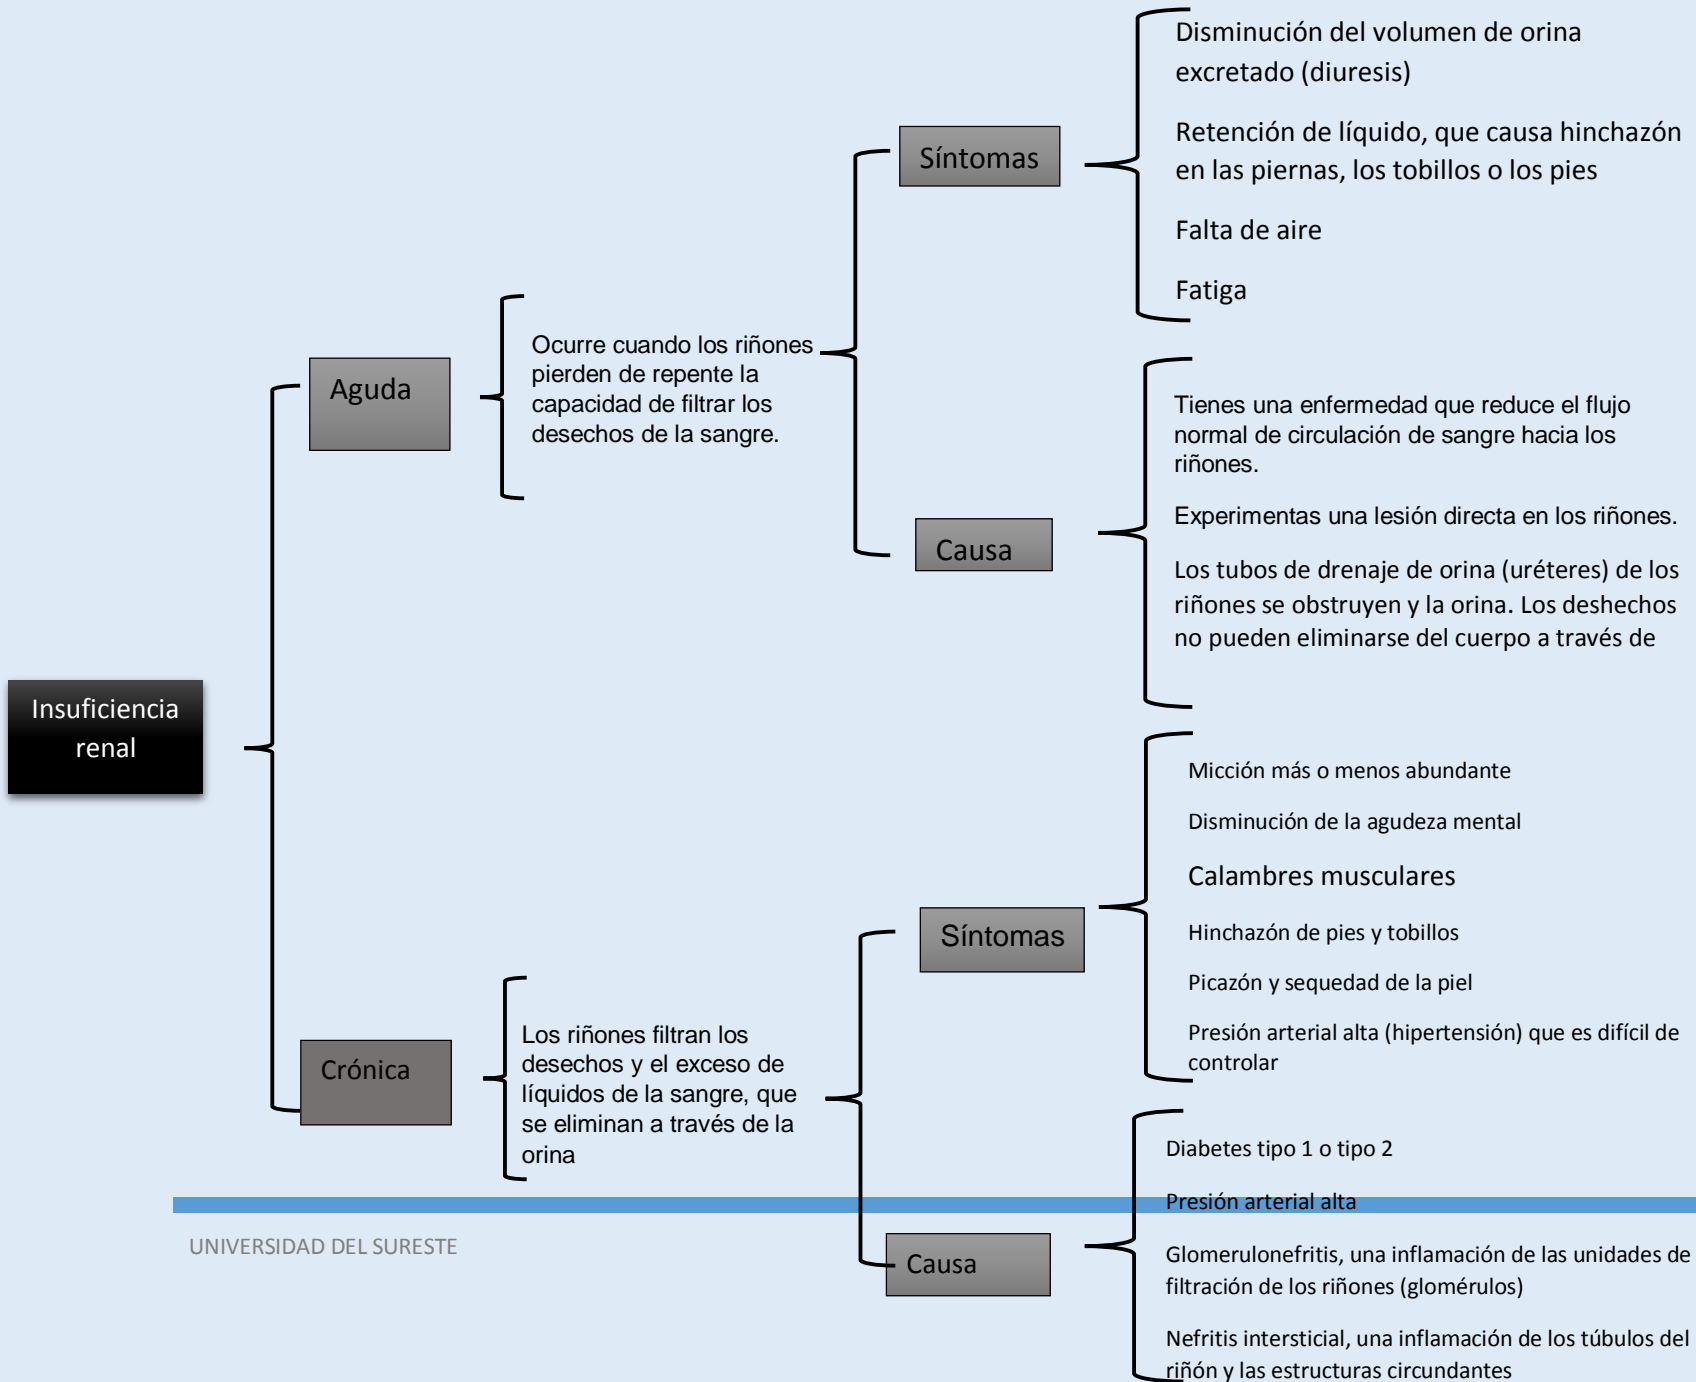 Insuficiencia
renal
Aguda
Ocurre cuando los riñones
pierden de repente la
capacidad de filtrar los
desechos de la sangre.
Síntomas
Disminución del volumen de orina
excretado (diuresis)
Retención de líquido, que causa hinchazón
en las piernas, los tobillos o los pies
Falta de aire
Fatiga
Causa
Tienes una enfermedad que reduce el flujo
normal de circulación de sangre hacia los
riñones.
Experimentas una lesión directa en los riñones.
Los tubos de drenaje de orina (uréteres) de los
riñones se obstruyen y la orina. Los deshechos
no pueden eliminarse del cuerpo a través de
Crónica
Los riñones filtran los
desechos y el exceso de
líquidos de la sangre, que
se eliminan a través de la
orina
Síntomas
Micción más o menos abundante
Disminución de la agudeza mental
Calambres musculares
Hinchazón de pies y tobillos
Picazón y sequedad de la piel
Presión arterial alta (hipertensión) que es difícil de
controlar
Causa
Diabetes tipo 1 o tipo 2
Presión arterial alta
Glomerulonefritis, una inflamación de las unidades de
filtración de los riñones (glomérulos)
Nefritis intersticial, una inflamación de los túbulos del
riñón y las estructuras circundantes
UNIVERSIDAD DEL SURESTE